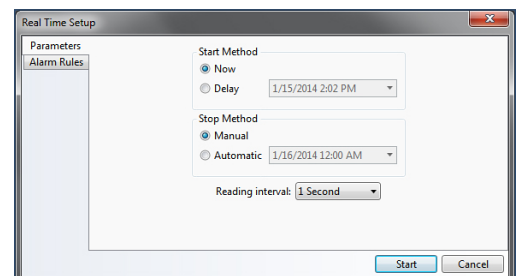 Real Time Setup
Parameters
Alarm Rules
Start Method
Now
Delay 1/15/2014 2:02 PM
Stop Method
Manual
Automatic 1/16/2014 12:00 AM
Reading interval: 1 Second
Start Cancel